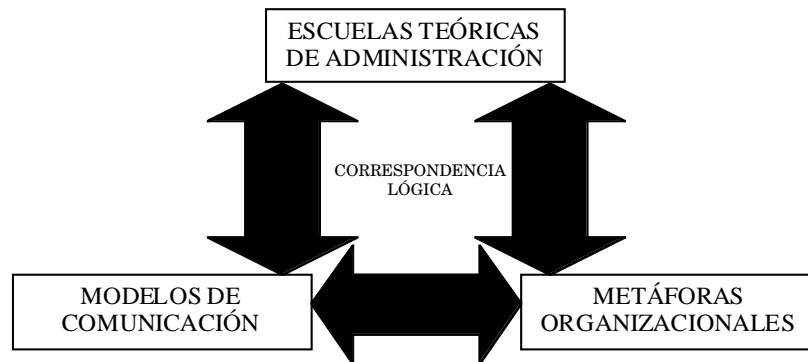 ESCUELAS TEÓRICAS
DE ADMINISTRACIÓN
CORRESPONDENCIA
LÓGICA
MODELOS DE
COMUNICACIÓN
METÁFORAS
ORGANIZACIONALES